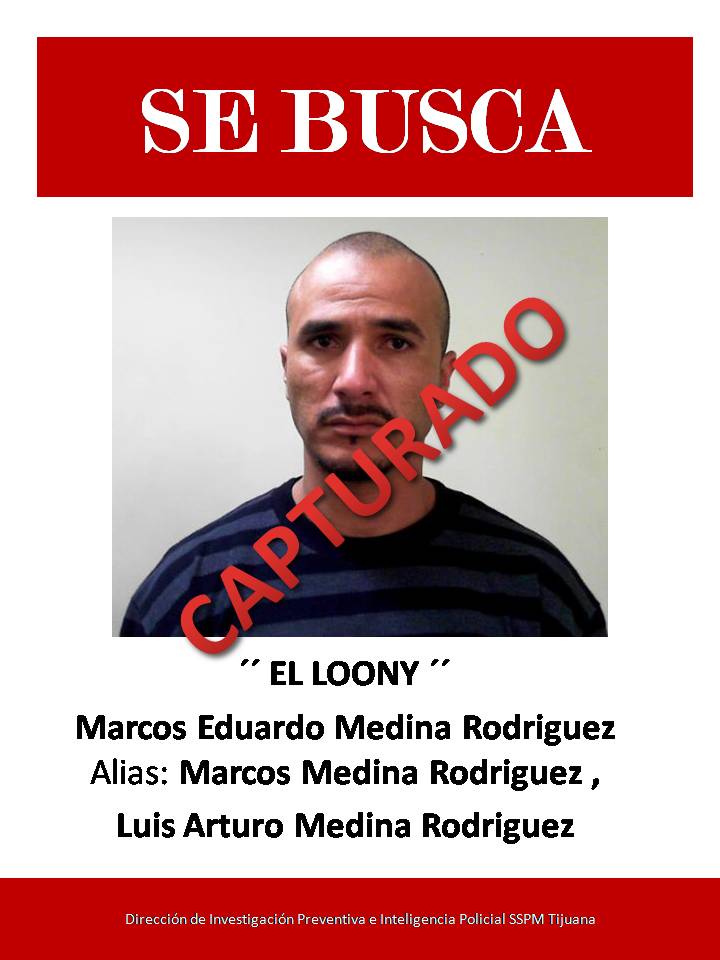 SE BUSCA
CAPTURADO
´´ EL LOONY ´´
Marcos Eduardo Medina Rodriguez
Alias: Marcos Medina Rodriguez ,
Luis Arturo Medina Rodriguez
Dirección de Investigación Preventiva e Inteligencia Policial SSPM Tijuana